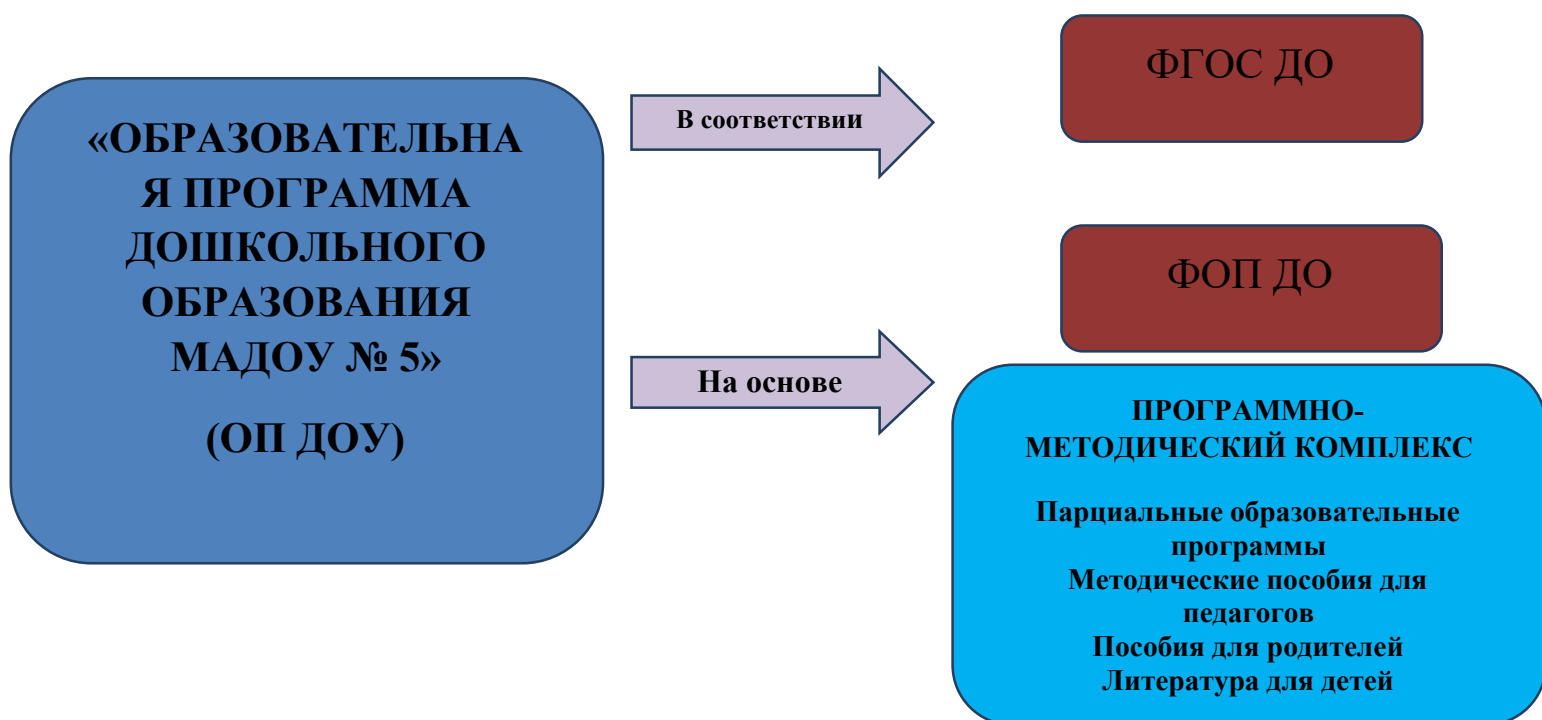 «ОБРАЗОВАТЕЛЬНА
Я ПРОГРАММА
ДОШКОЛЬНОГО
ОБРАЗОВАНИЯ
МАДОУ № 5»
(ОП ДОУ)
В соответствии
ФГОС ДО
ФОП ДО
На основе
ПРОГРАММНО-
МЕТОДИЧЕСКИЙ КОМПЛЕКС
Парциальные образовательные
программы
Методические пособия для
педагогов
Пособия для родителей
Литература для детей